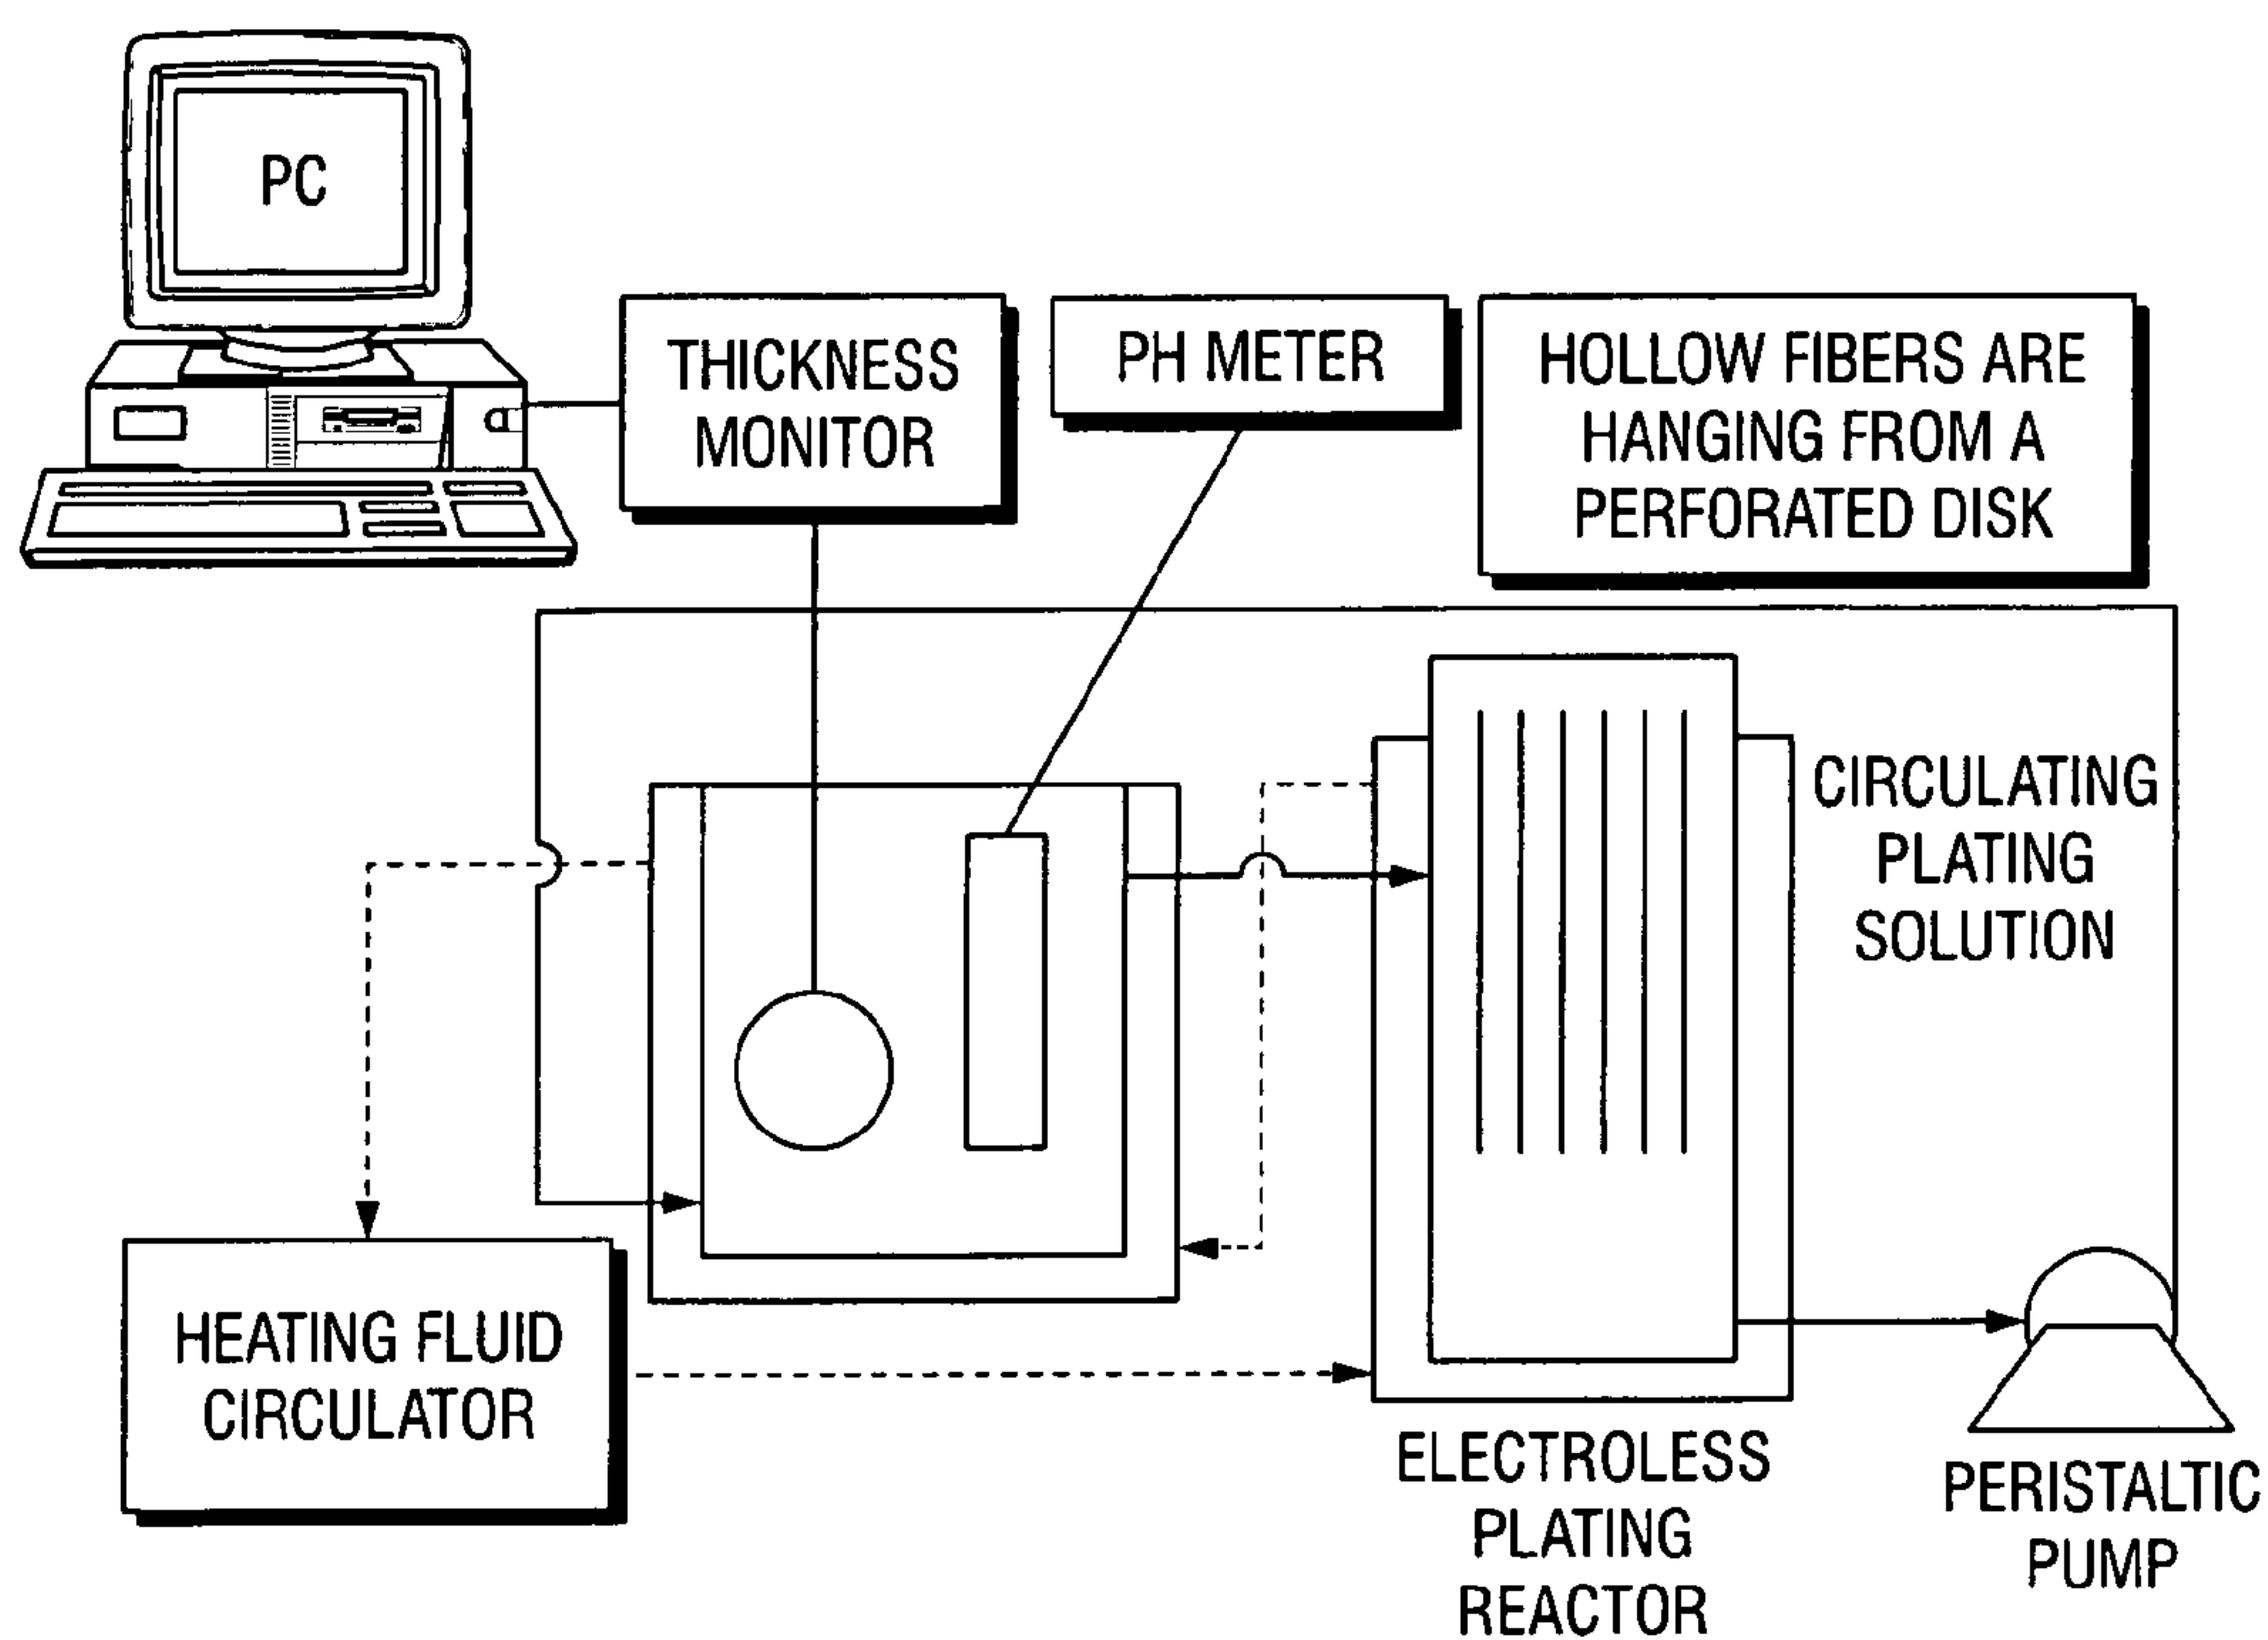 PC
THICKNESS
MONITOR
PH METER
HOLLOW FIBERS ARE
HANGING FROM A
PERFORATED DISK
CIRCULATING
PLATING
SOLUTION
HEATING FLUID
CIRCULATOR
ELECTROLESS
PLATING
REACTOR
PERISTALTIC
PUMP